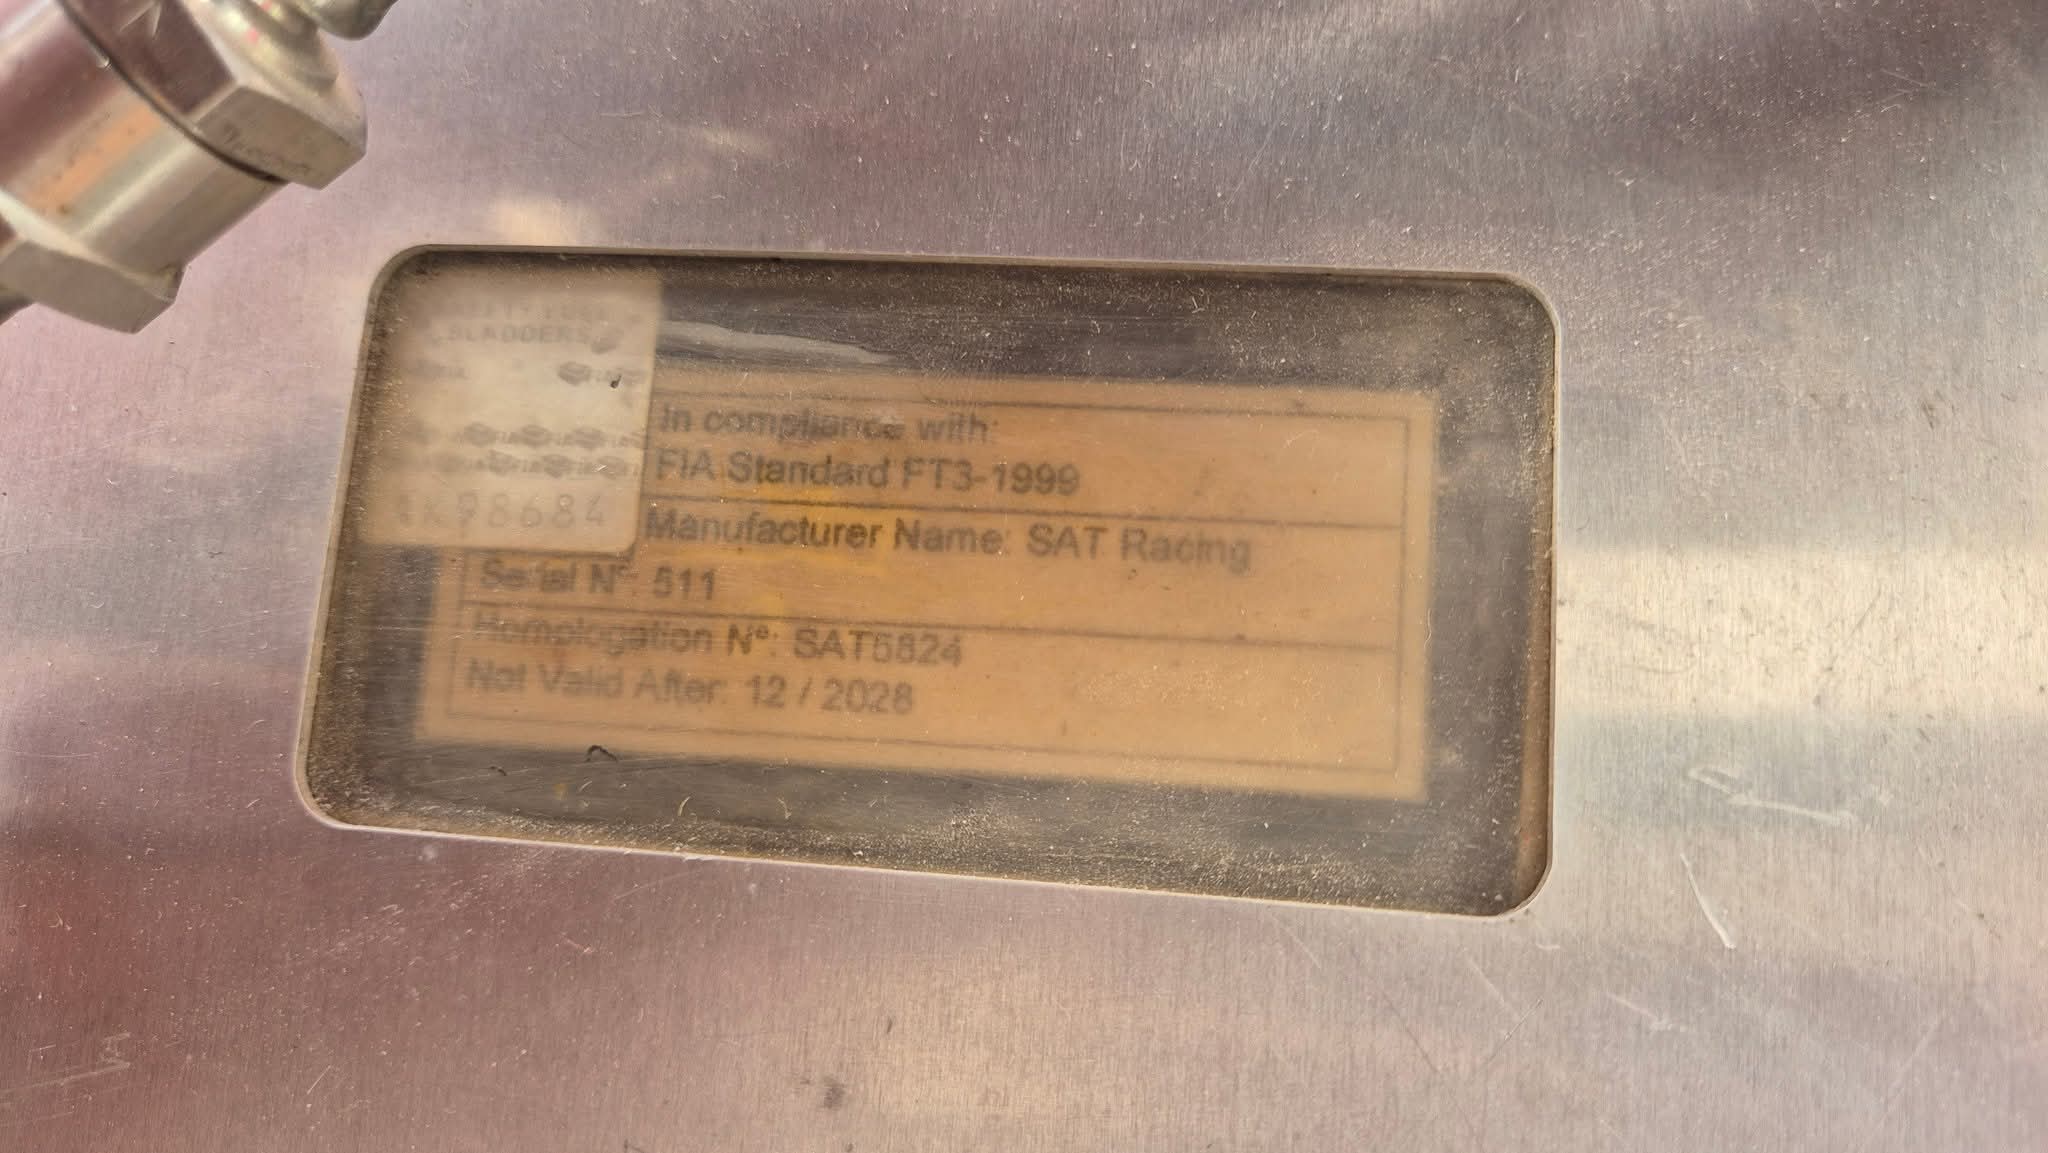 BLADDERS
98684
In compliance with:
FIA Standard FT3-1999
Manufacturer Name: SAT Racing
Serial N°: 511
Homologation N°: SAT5824
Not Valid After: 12 / 2028